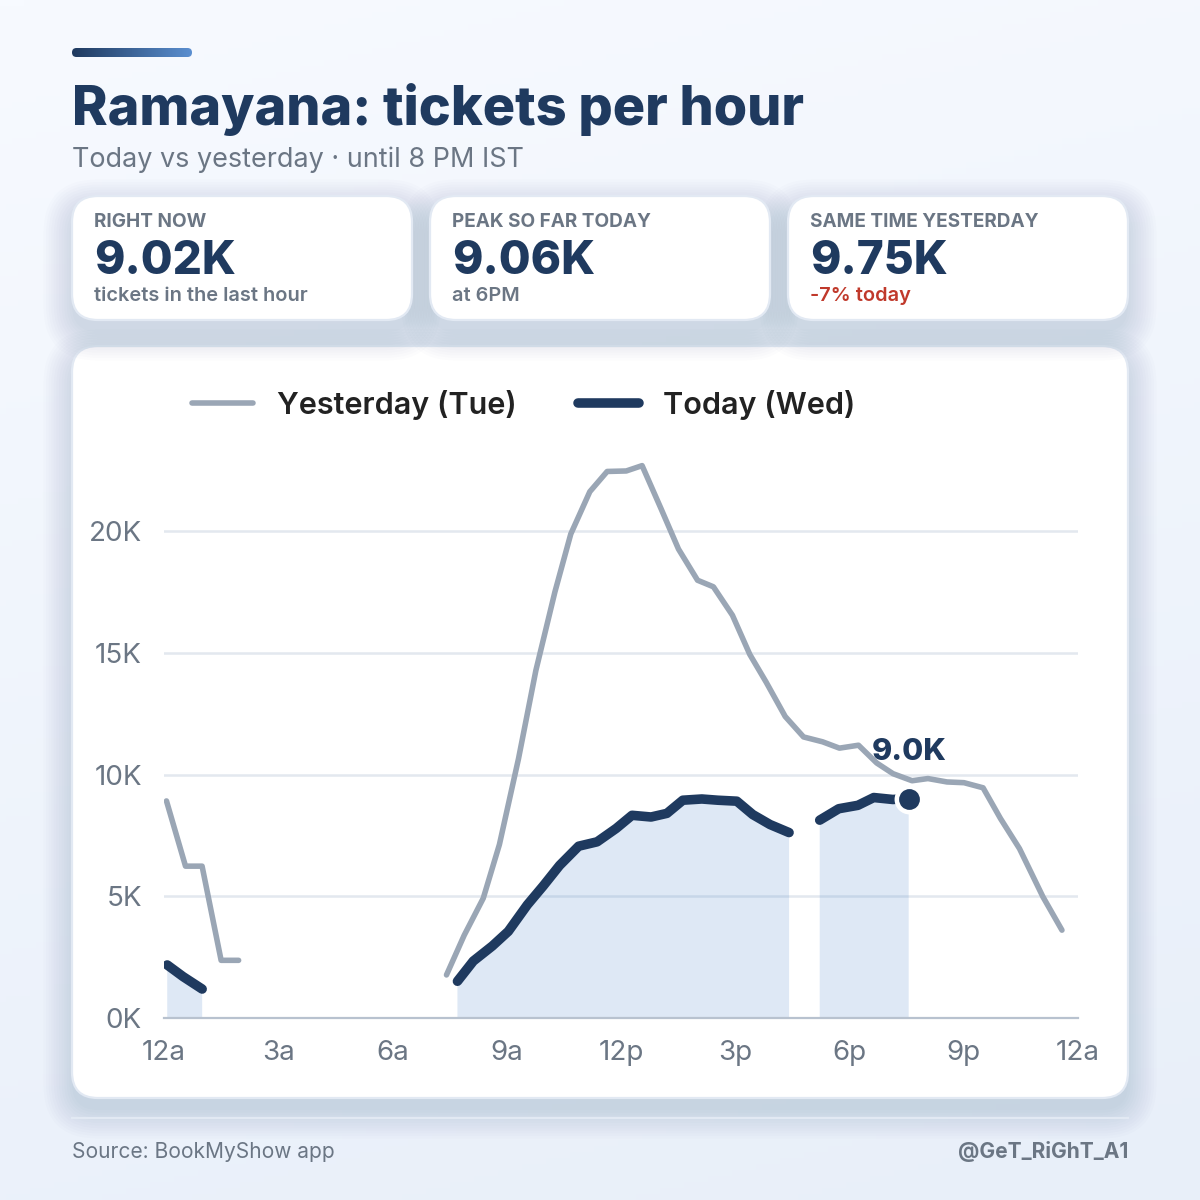 Ramayana: tickets per hour
Today vs yesterday · until 8 PM IST
RIGHT NOW
9.02K
tickets in the last hour
PEAK SO FAR TODAY
9.06K
at 6PM
SAME TIME YESTERDAY
9.75K
-7% today
Yesterday (Tue)
Today (Wed)
20K
15K
10K
5K
0K
9.0K
12a 3a 6a 9a 12p 3p 6p 9p 12a
Source: BookMyShow app
@GeT_RiGhT_A1